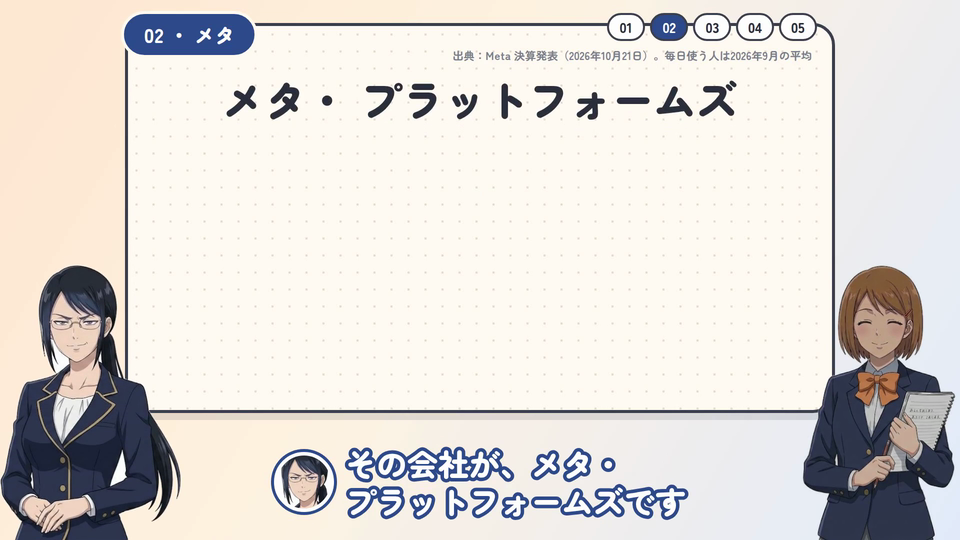 02・メタ
01 02 03 04 05
出典：Meta 決算発表（2026年10月21日）。毎日使う人は2026年9月の平均
メタ・ プラットフォームズ
その会社が、メタ・
プラットフォームズです